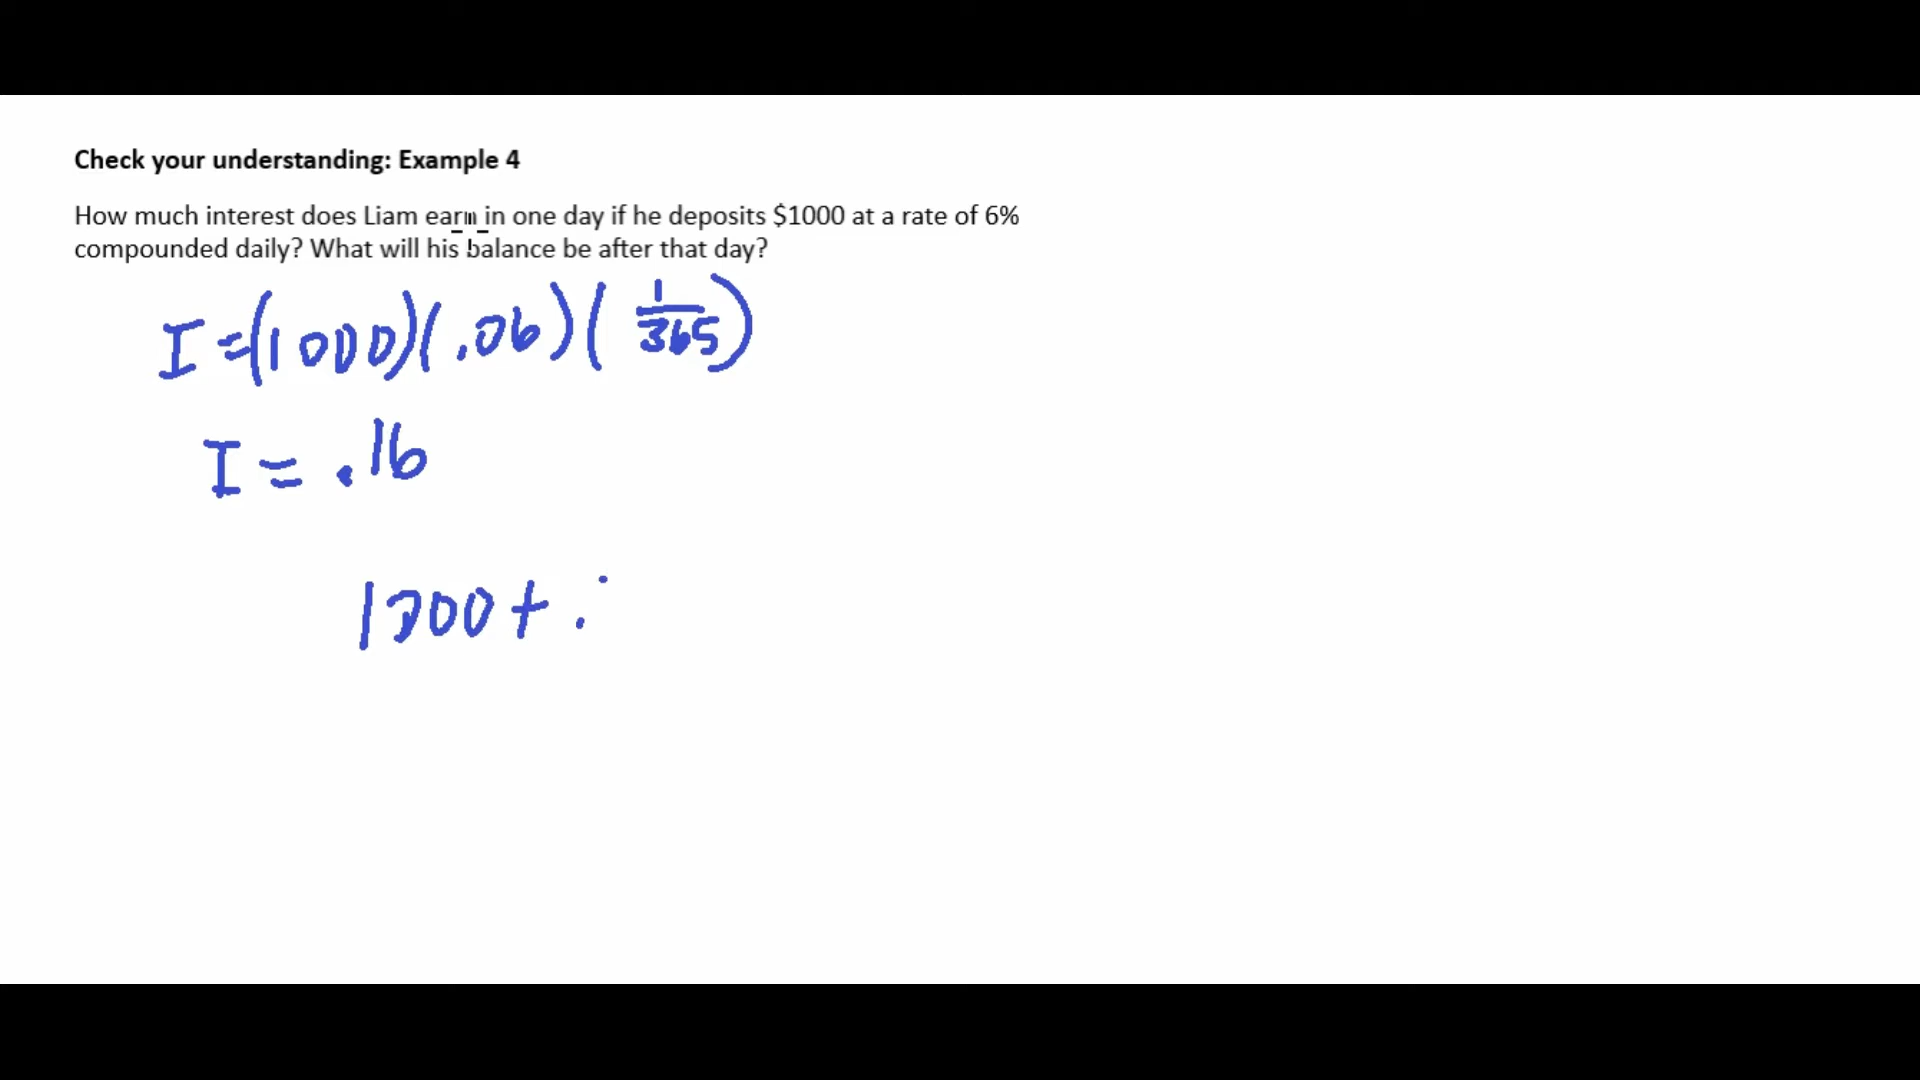 Check your understanding: Example 4
How much interest does Liam earn in one day if he deposits $1000 at a rate of 6%
compounded daily? What will his balance be after that day?
I=(1000)(.06)(1/365)
I = .16
1000 + .